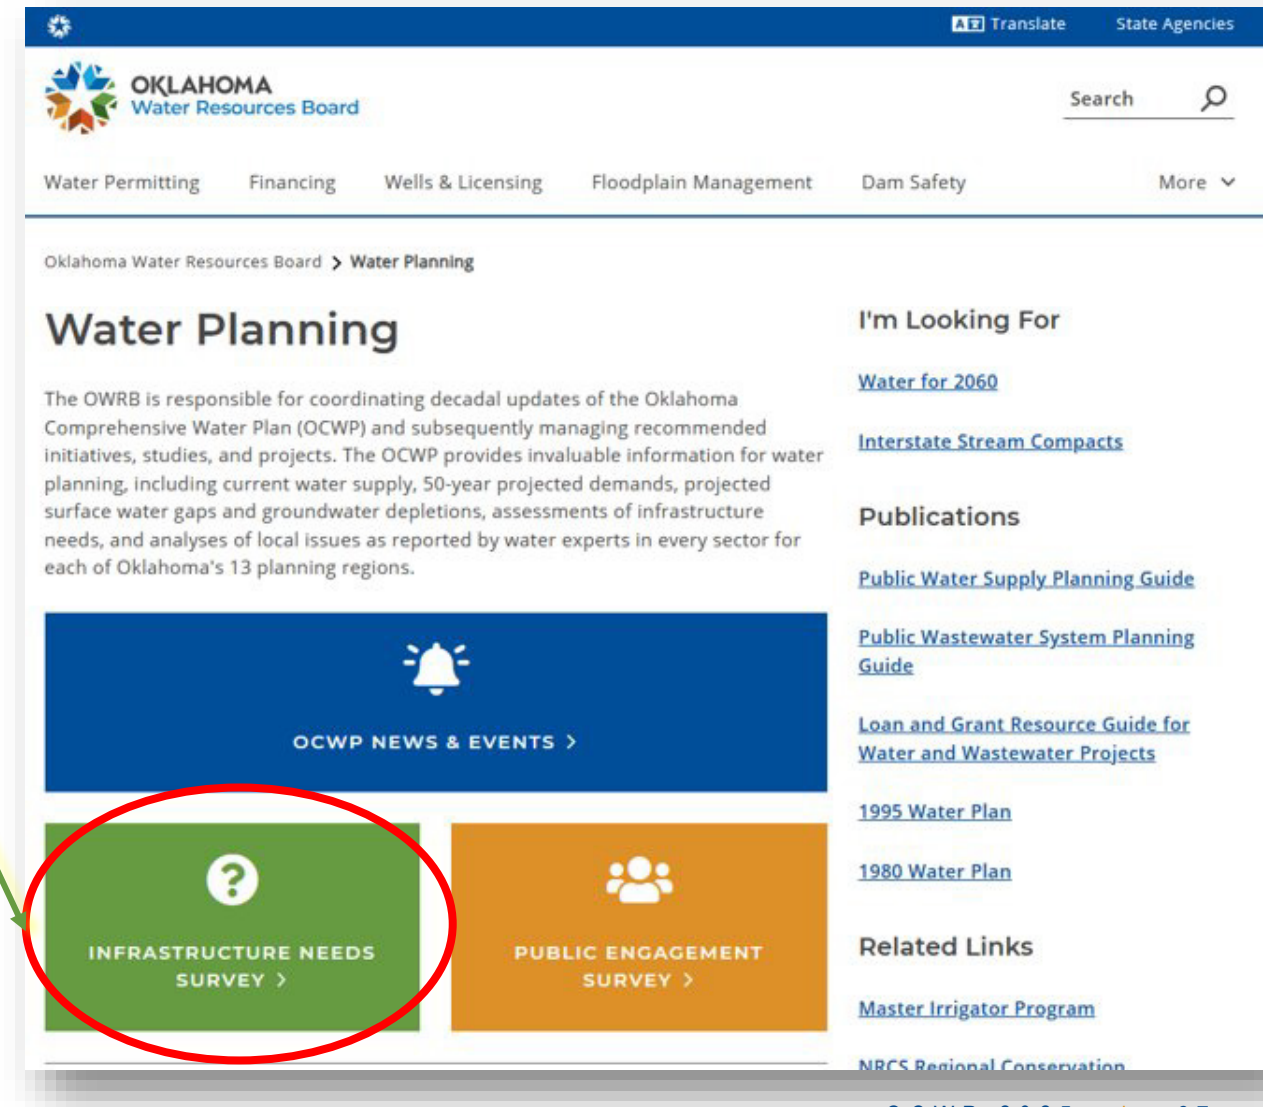 Translate
State Agencies
OKLAHOMA
Water Resources Board
Search
Water Permitting
Financing
Wells & Licensing
Floodplain Management
Dam Safety
More
Oklahoma Water Resources Board > Water Planning
Water Planning
The OWRB is responsible for coordinating decadal updates of the Oklahoma
Comprehensive Water Plan (OCWP) and subsequently managing recommended
initiatives, studies, and projects. The OCWP provides invaluable information for water
planning, including current water supply, 50-year projected demands, projected
surface water gaps and groundwater depletions, assessments of infrastructure
needs, and analyses of local issues as reported by water experts in every sector for
each of Oklahoma's 13 planning regions.
OCWP NEWS & EVENTS >
INFRASTRUCTURE NEEDS
SURVEY >
PUBLIC ENGAGEMENT
SURVEY >
I'm Looking For
Water for 2060
Interstate Stream Compacts
Publications
Public Water Supply Planning Guide
Public Wastewater System Planning
Guide
Loan and Grant Resource Guide for
Water and Wastewater Projects
1995 Water Plan
1980 Water Plan
Related Links
Master Irrigator Program
NRCS Regional Conservation